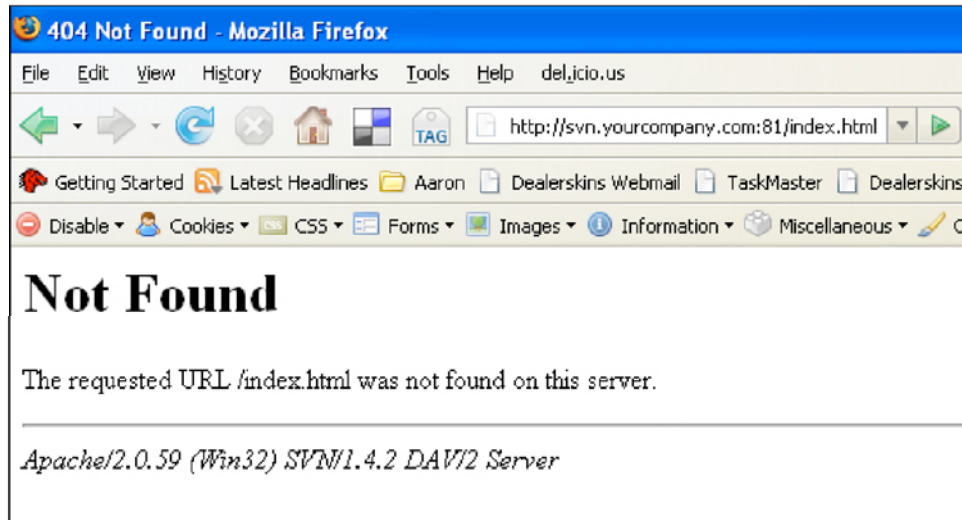 404 Not Found - Mozilla Firefox
File Edit View History Bookmarks Tools Help del.icio.us
TAG http://svn.yourcompany.com:81/index.html
Getting Started Latest Headlines Aaron Dealerskins Webmail TaskMaster Dealerskins
Disable Cookies CSS CSS Forms Images Information Miscellaneous
Not Found
The requested URL /index.html was not found on this server.
Apache/2.0.59 (Win32) SVN/1.4.2 DAV/2 Server